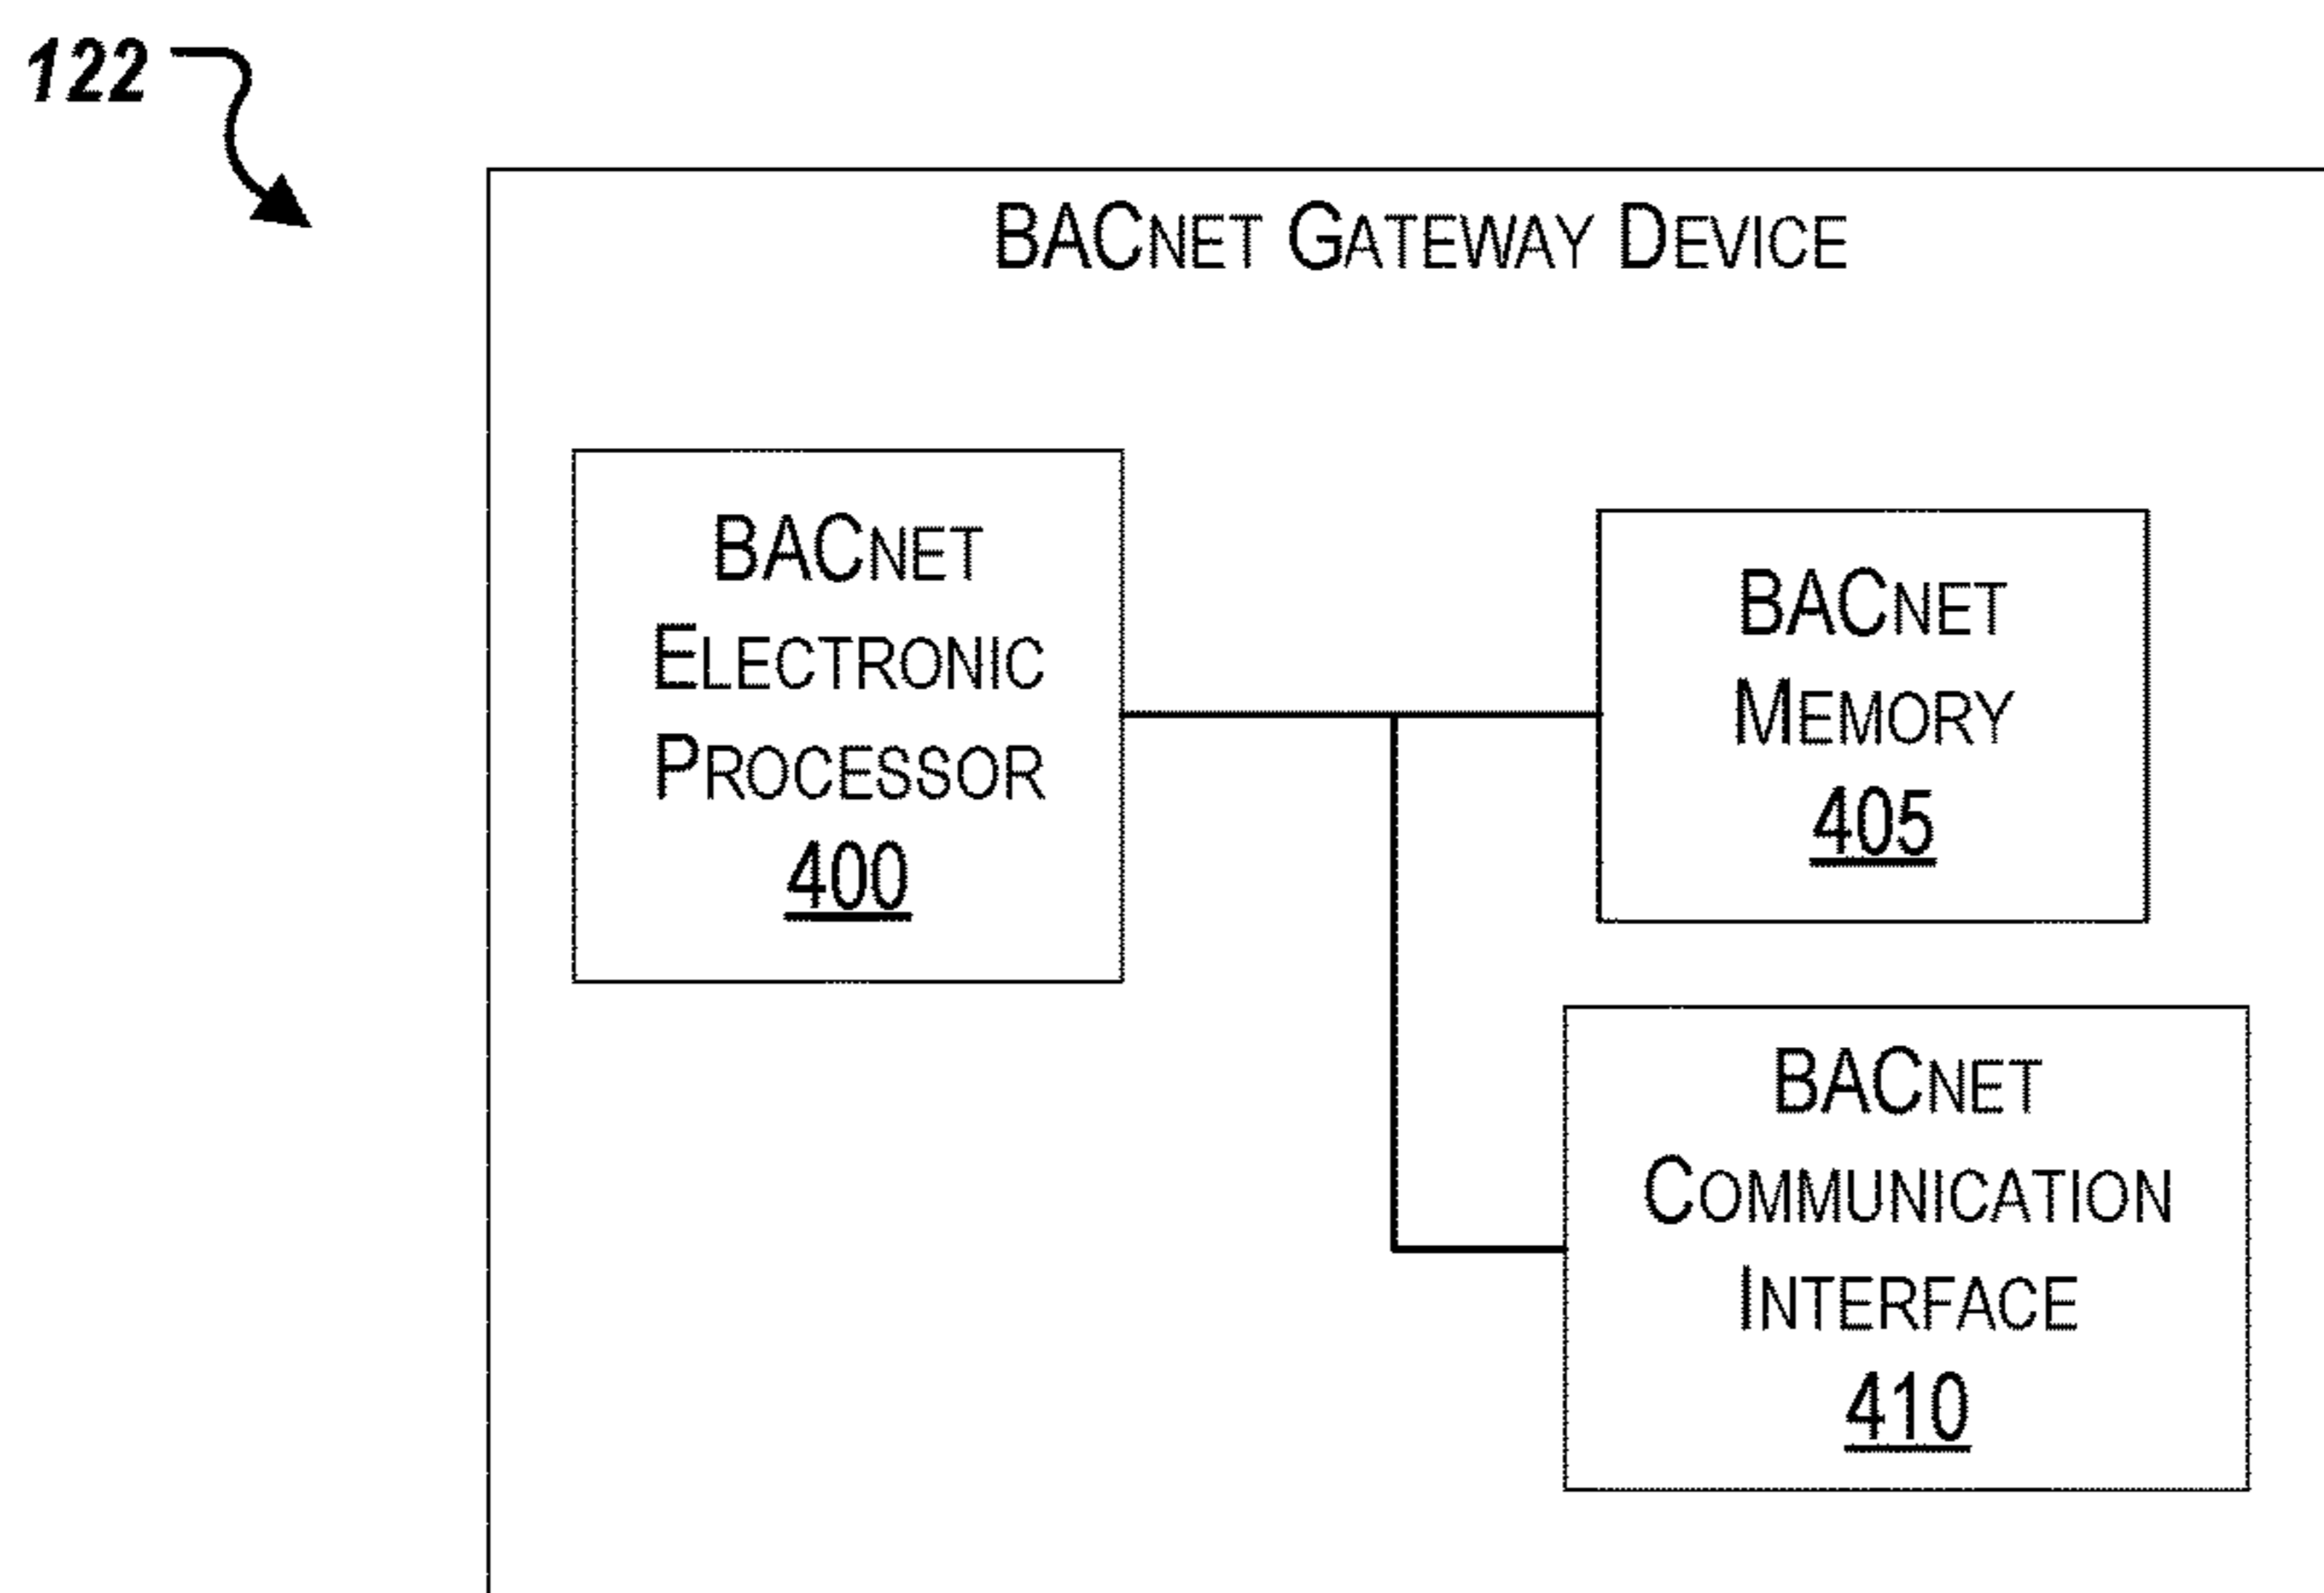 122
BACnet Gateway Device
BACnet
Electronic
Processor
400
BACnet
Memory
405
BACnet
Communication
Interface
410